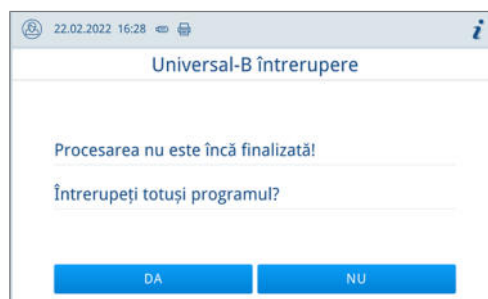 22.02.2022 16:28
Universal-B întrerupere
Procesarea nu este încă finalizată!
Întrerupeți totuși programul?
DA
NU